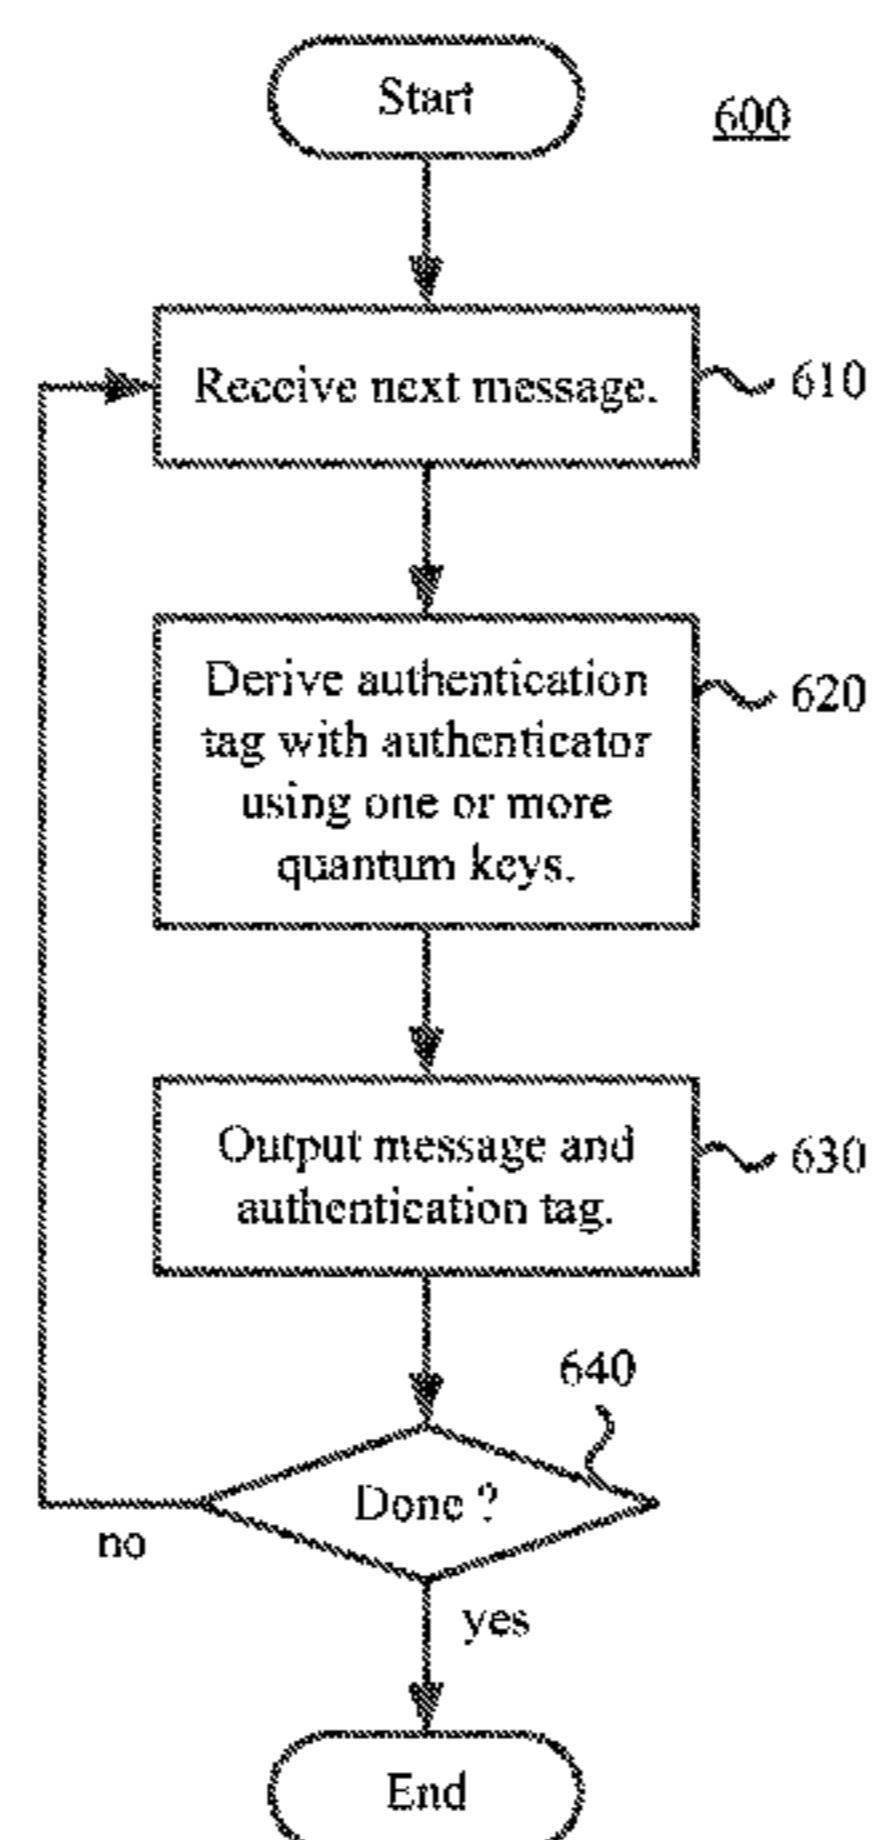 Start
600
Receive next message.
610
Derive authentication
tag with authenticator
using one or more
quantum keys.
620
Output message and
authentication tag.
630
640
Done ?
no
yes
End